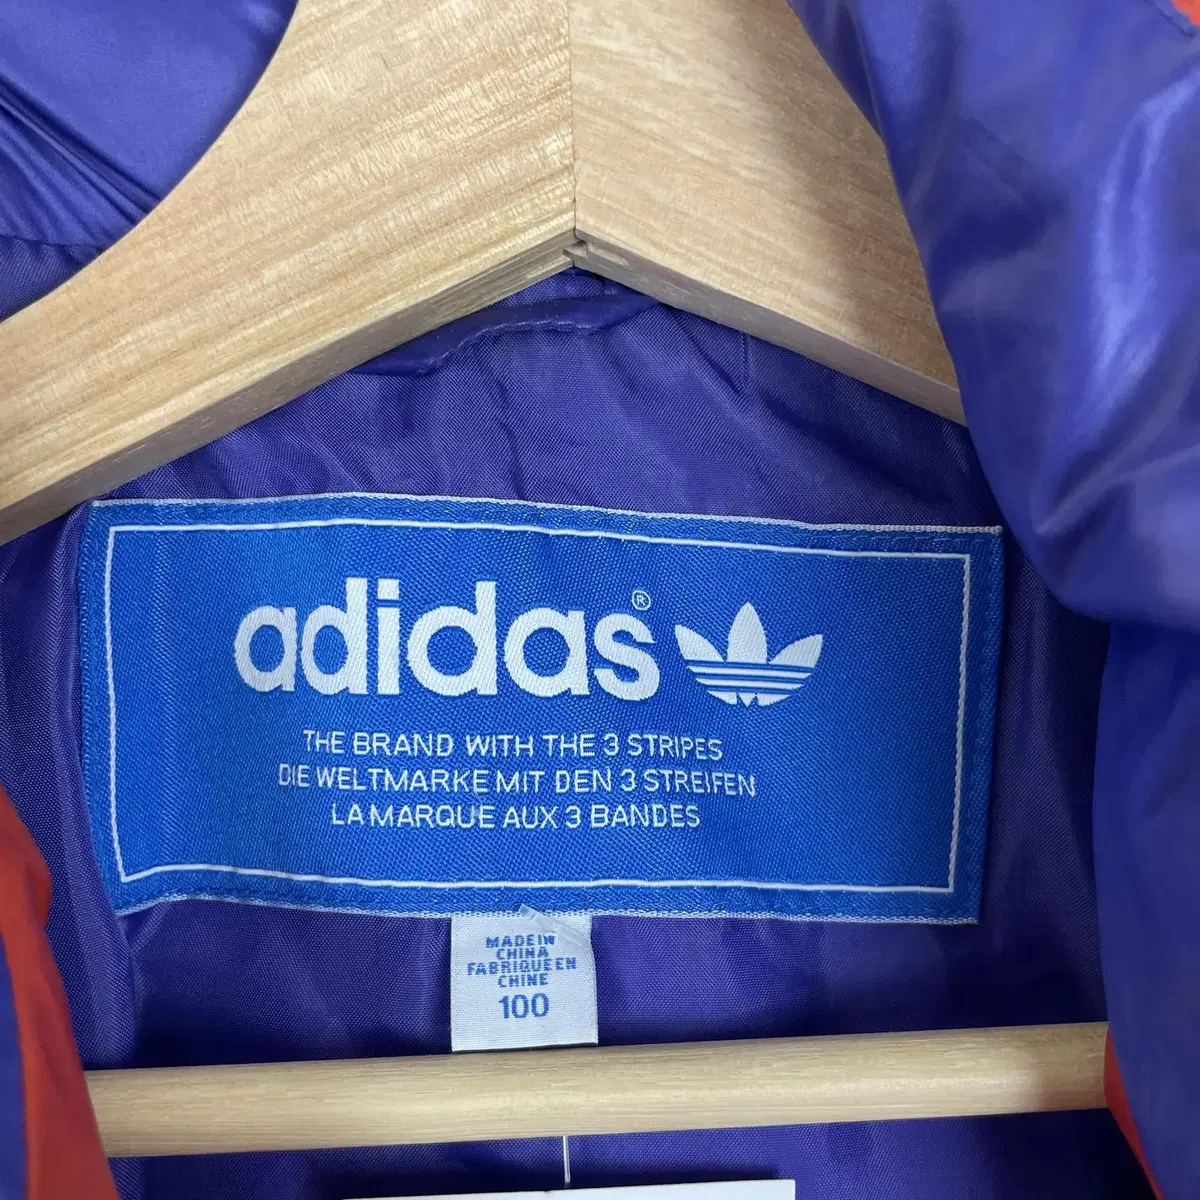 adidas®
THE BRAND WITH THE 3 STRIPES
DIE WELTMARKE MIT DEN 3 STREIFEN
LA MARQUE AUX 3 BANDES
MADE IN
CHINA
FABRIQUE EN
CHINE
100